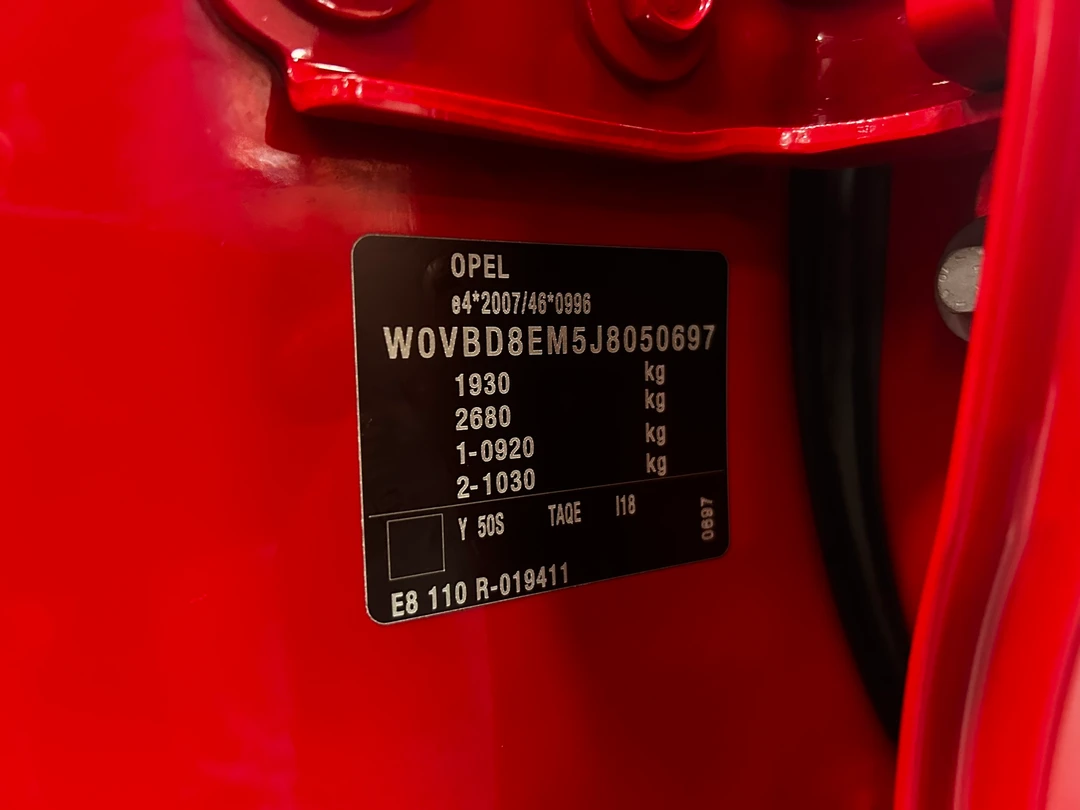 OPEL
e4*2007/46*0996
W0VBD8EM5J8050697
1930 kg
2680 kg
1-0920 kg
2-1030 kg
Y 50S TAQE I18
0697
E8 110 R-019411